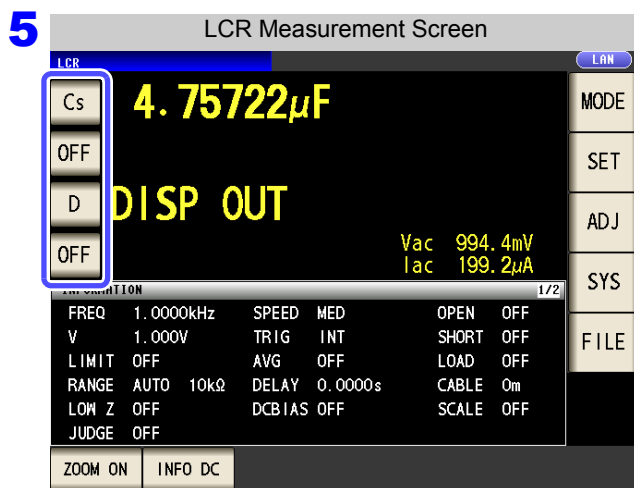 5
LCR Measurement Screen
LCR
LAN
Cs
4.75722μF
MODE
OFF
SET
D
DISP OUT
ADJ
OFF
Vac 994.4mV
Iac 199.2μA
SYS
INFORMATION 1/2
FREQ 1.0000kHz SPEED MED OPEN OFF
V 1.000V TRIG INT SHORT OFF
FILE
LIMIT OFF AVG OFF LOAD OFF
RANGE AUTO 10kΩ DELAY 0.0000s CABLE 0m
LOW Z OFF DCBIAS OFF SCALE OFF
JUDGE OFF
ZOOM ON INFO DC